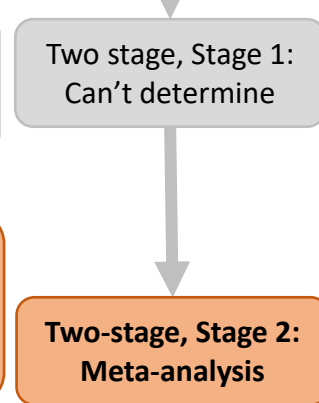 Two stage, Stage 1:
Can’t determine
Two-stage, Stage 2:
Meta-analysis